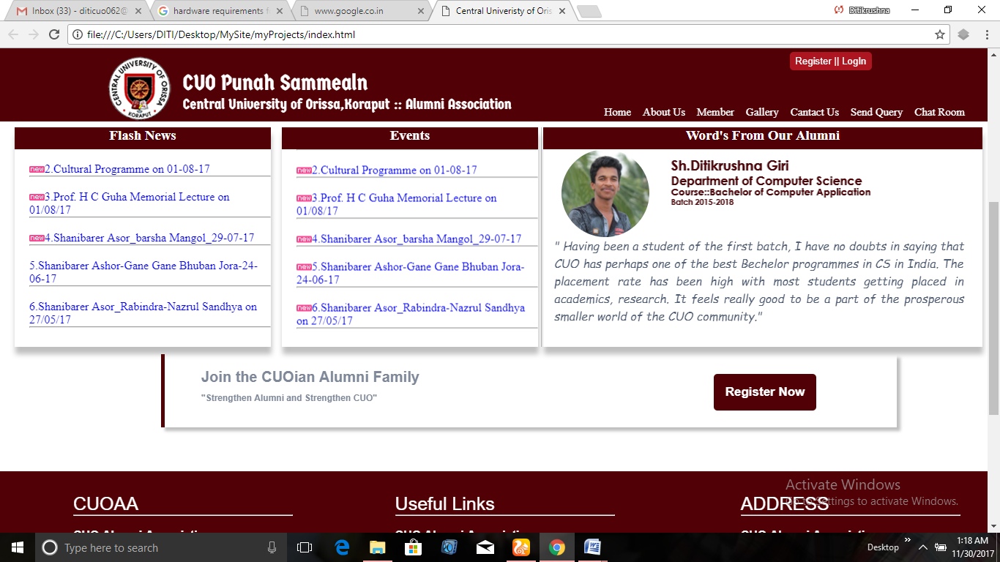 Inbox (33) - diticuo062@
hardware requirements f
www.google.co.in
Central Univeristy of Oris
Ditikrushna
file:///C:/Users/DITI/Desktop/MySite/myProjects/index.html
Register || LogIn
CENTRAL UNIVERSITY OF ORISSA
KORAPUT
CUO Punah Sammealn
Central University of Orissa,Koraput :: Alumni Association
Home About Us Member Gallery Cantact Us Send Query Chat Room
Flash News
new2.Cultural Programme on 01-08-17
new3.Prof. H C Guha Memorial Lecture on
01/08/17
new4.Shanibarer Asor_barsha Mangol_29-07-17
5.Shanibarer Ashor-Gane Gane Bhuban Jora-24-
06-17
6.Shanibarer Asor_Rabindra-Nazrul Sandhya on
27/05/17
Events
new2.Cultural Programme on 01-08-17
new3.Prof. H C Guha Memorial Lecture on
01/08/17
new4.Shanibarer Asor_barsha Mangol_29-07-17
new5.Shanibarer Ashor-Gane Gane Bhuban Jora-
24-06-17
new6.Shanibarer Asor_Rabindra-Nazrul Sandhya
on 27/05/17
Word's From Our Alumni
Sh.Ditikrushna Giri
Department of Computer Science
Course::Bachelor of Computer Application
Batch 2015-2018
" Having been a student of the first batch, I have no doubts in saying that
CUO has perhaps one of the best Bechelor programmes in CS in India. The
placement rate has been high with most students getting placed in
academics, research. It feels really good to be a part of the prosperous
smaller world of the CUO community."
Join the CUOian Alumni Family
"Strengthen Alumni and Strengthen CUO"
Register Now
Activate Windows
Go to Settings to activate Windows.
CUOAA
Useful Links
ADDRESS
CUO Alumni Association
CUO Alumni Association
CUO Alumni Association
Type here to search
Desktop
1:18 AM
11/30/2017